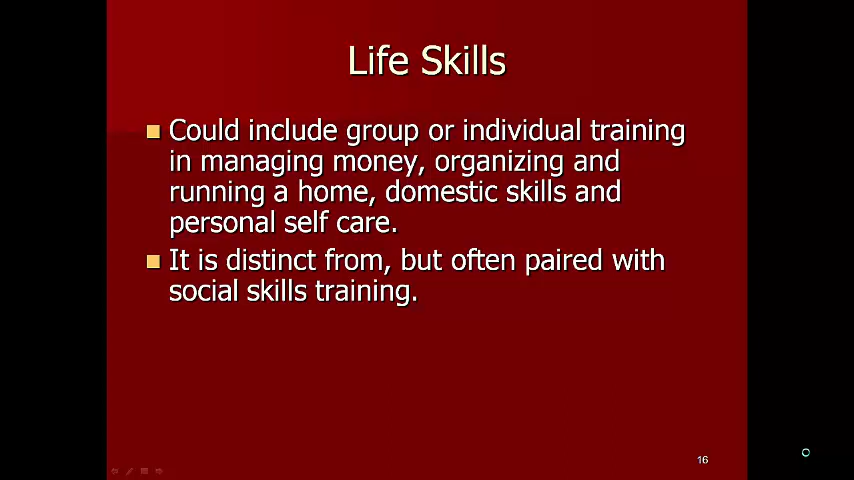 Life Skills
Could include group or individual training
in managing money, organizing and
running a home, domestic skills and
personal self care.
It is distinct from, but often paired with
social skills training.
16